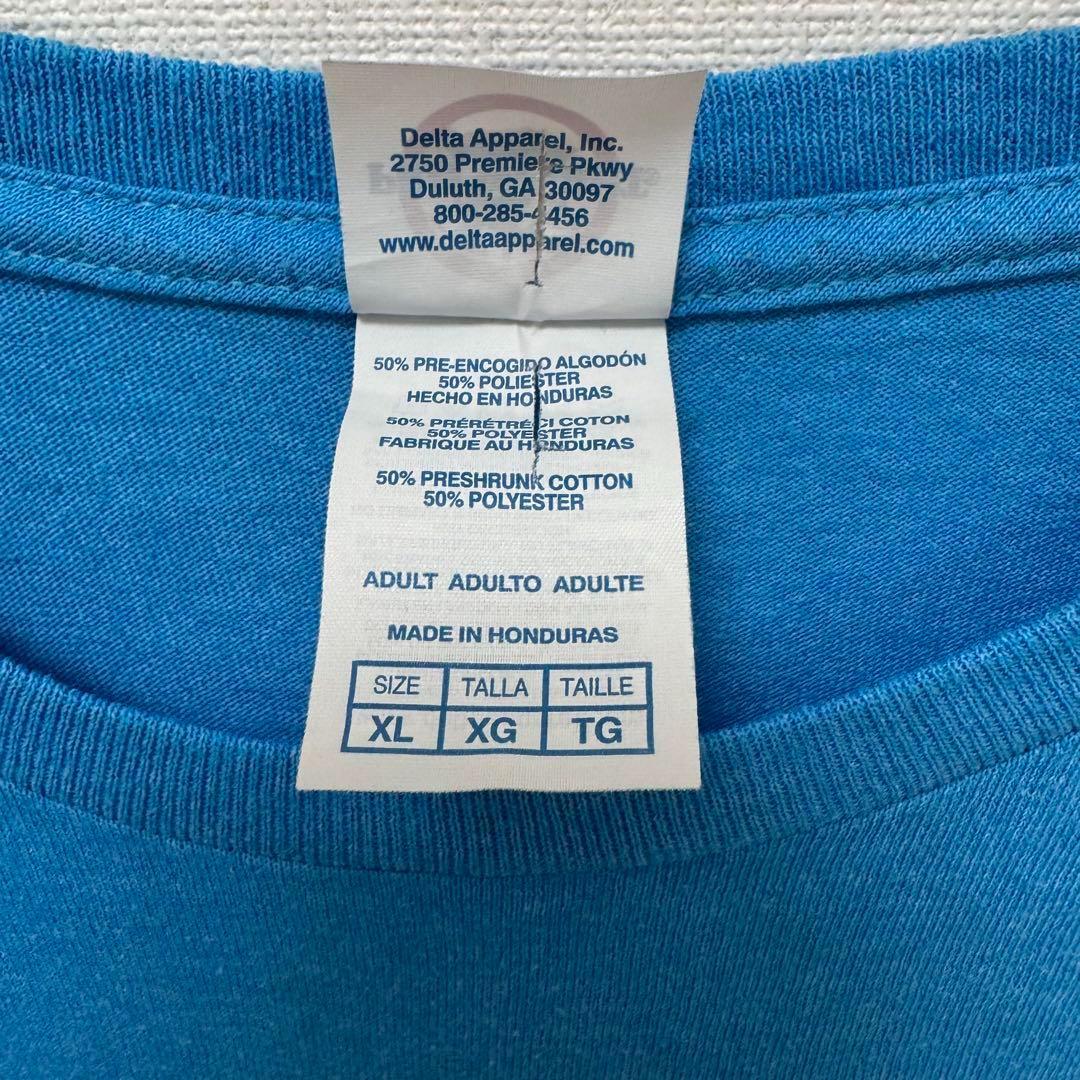 Delta Apparel, Inc.
2750 Premiere Pkwy
Duluth, GA 30097
800-285-4456
www.deltaapparel.com
50% PRE-ENCOGIDO ALGODÓN
50% POLIESTER
HECHO EN HONDURAS
50% PRÉRÉTRÉCI COTON
50% POLYESTER
FABRIQUE AU HONDURAS
50% PRESHRUNK COTTON
50% POLYESTER
ADULT ADULTO ADULTE
MADE IN HONDURAS
SIZE TALLA TAILLE
XL XG TG